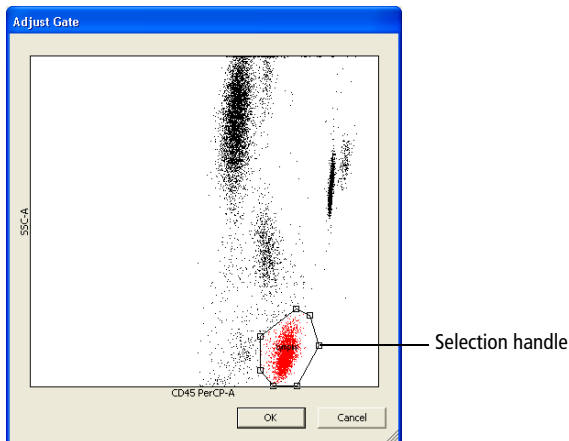 Adjust Gate
SSC-A
Selection handle
CD45 PerCP-A
OK
Cancel